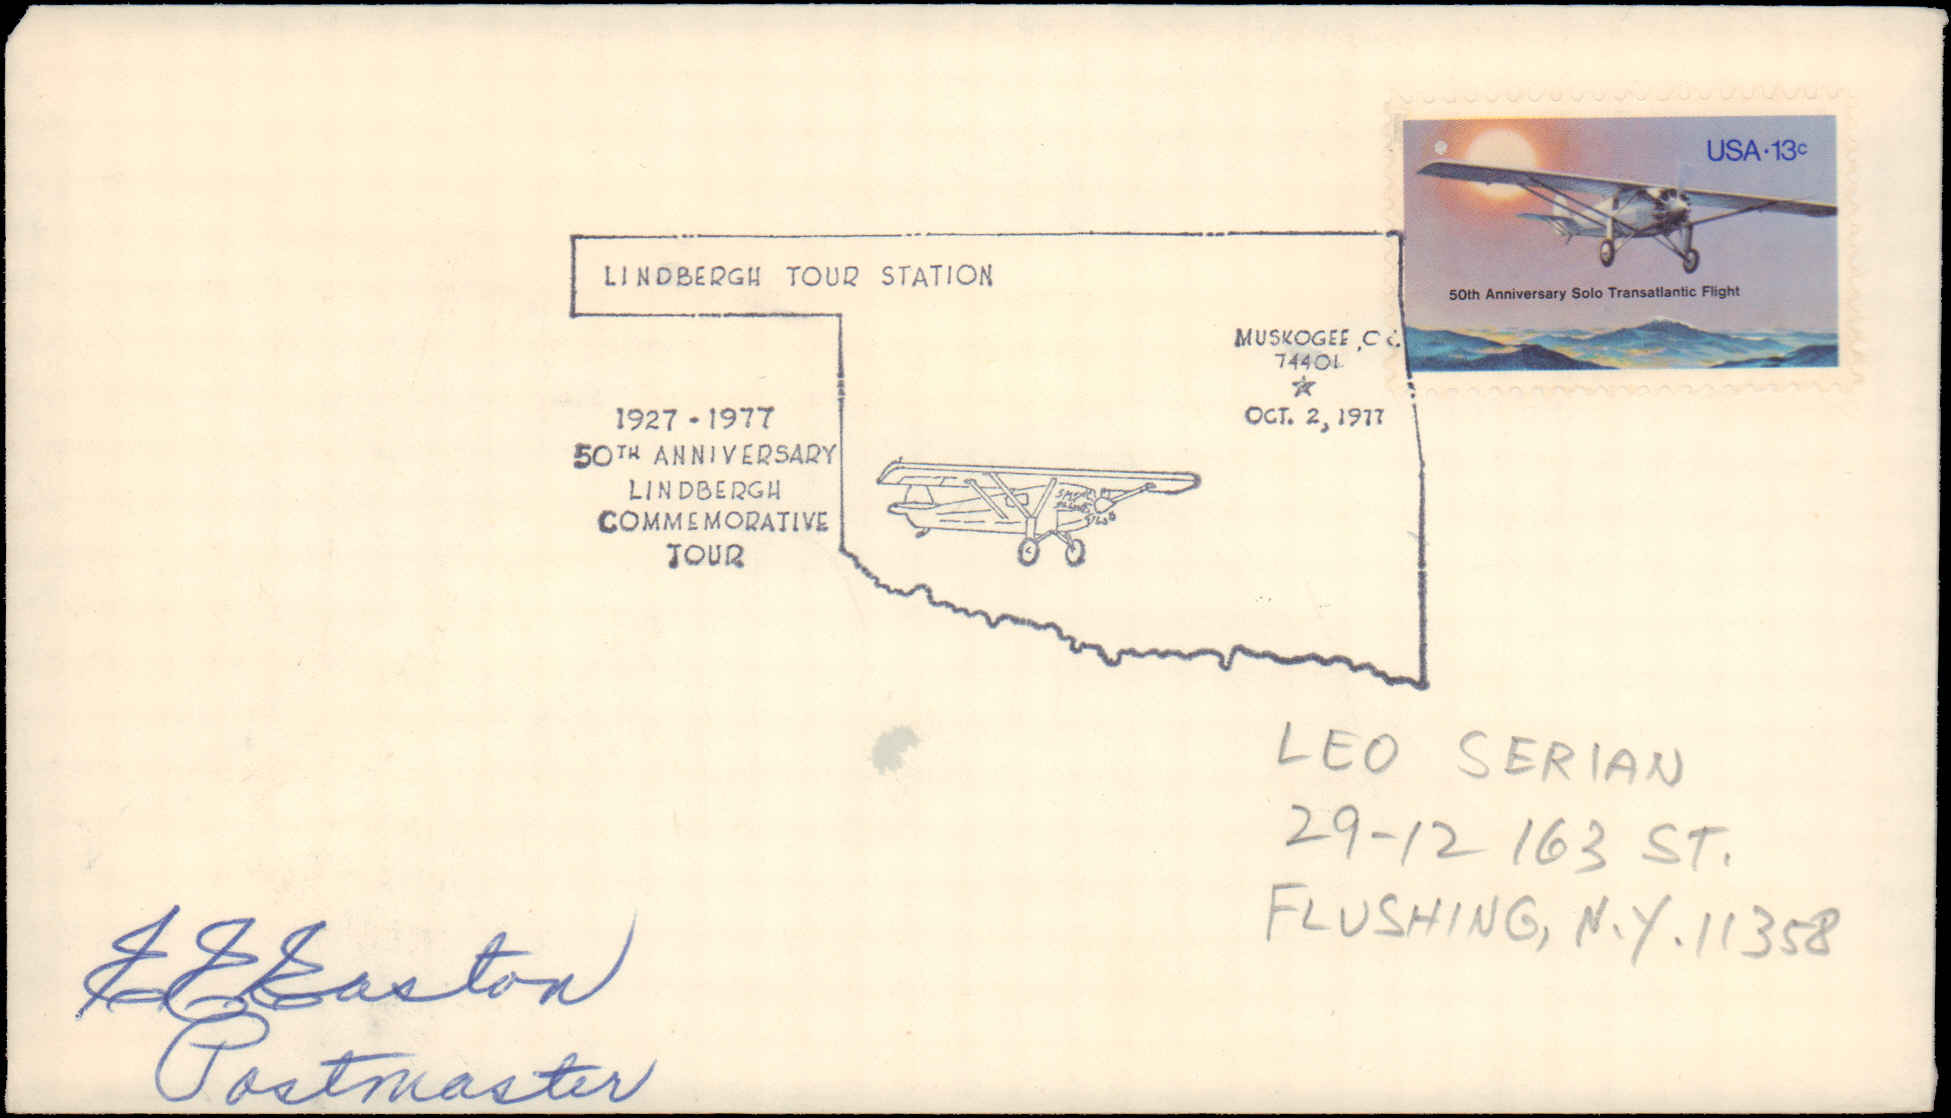 USA·13c
50th Anniversary Solo Transatlantic Flight
LINDBERGH TOUR STATION
MUSKOGEE,
74401
OCT. 2, 1977
1927 - 1977
50TH ANNIVERSARY
LINDBERGH
COMMEMORATIVE
TOUR
LEO SERIAN
29-12 163 ST.
FLUSHING, N.Y. 11358
Easton
Postmaster